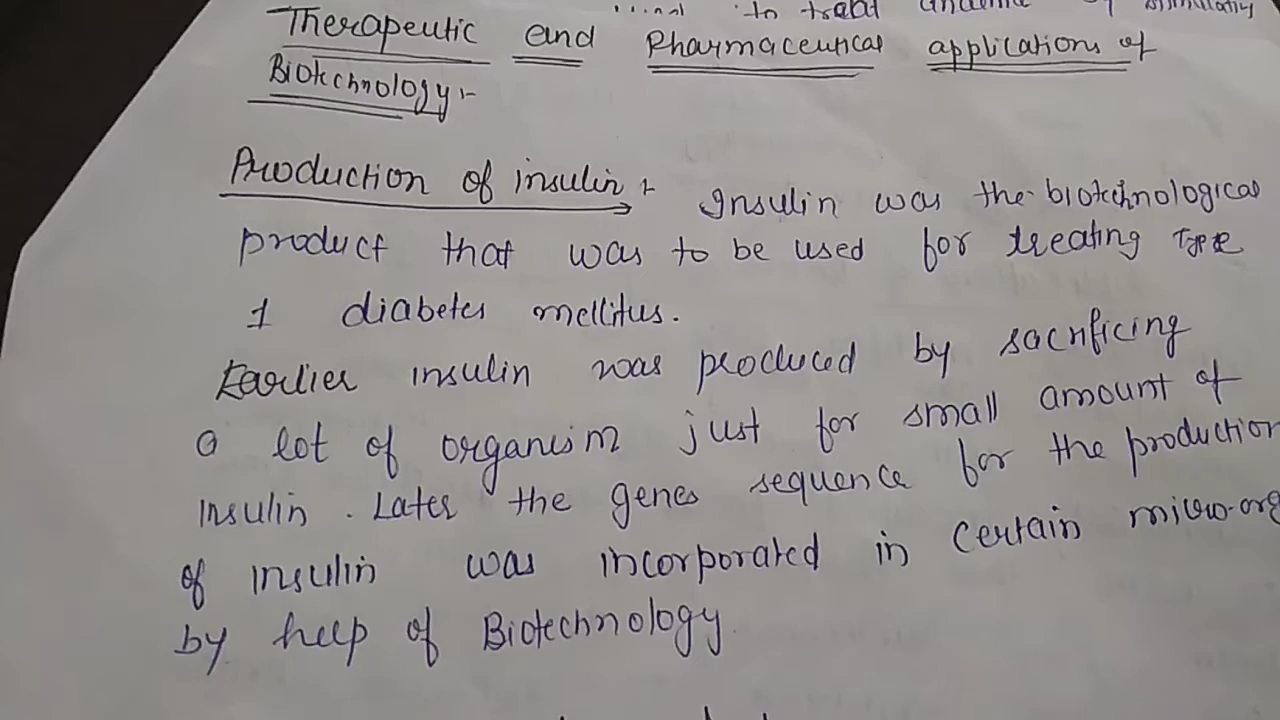 to treat
Therapeutic and Pharmaceutical applications of
Biotechnology:-
Production of insulin :- Insulin was the biotechnological
product that was to be used for treating Type
1 diabetes mellitus.
Earlier insulin was produced by sacrificing
a lot of organism just for small amount of
insulin. Later the genes sequence for the production
of insulin was incorporated in certain micro-org
by help of Biotechnology